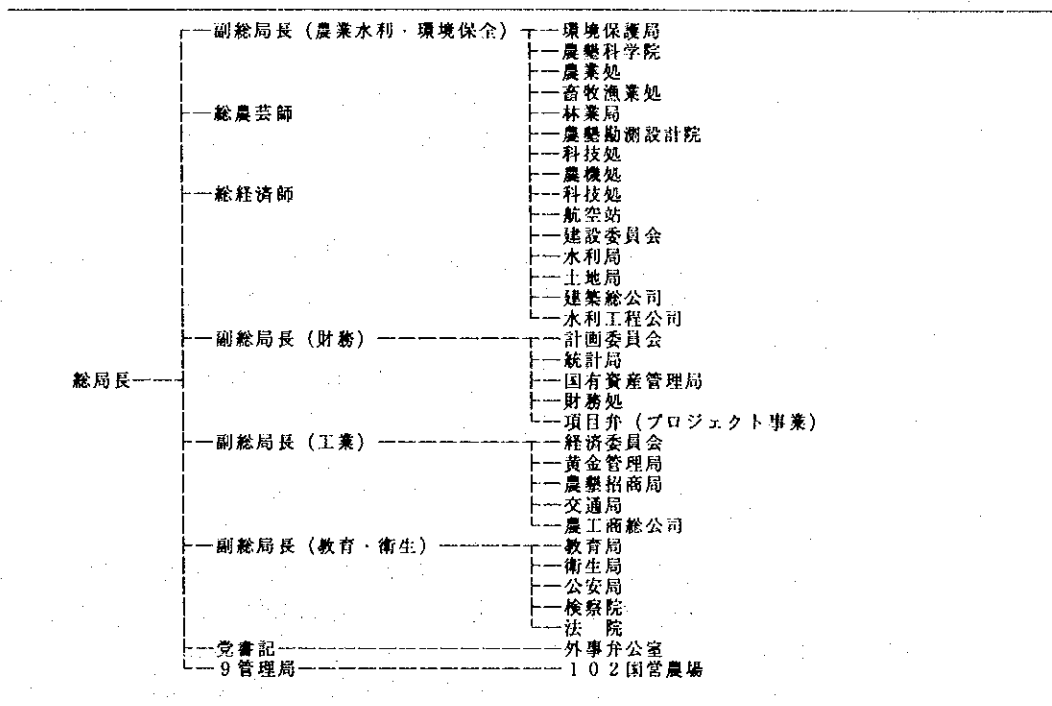 副総局長（農業水利・環境保全） 環境保護局
農墾科学院
農業処
畜牧漁業処
総農芸師 林業局
農墾勘測設計院
科技処
農機処
総経済師 科技処
航空站
建設委員会
水利局
土地局
建築総公司
水利工程公司
副総局長（財務） 計画委員会
統計局
総局長 国有資産管理局
財務処
項目弁（プロジェクト事業）
副総局長（工業） 経済委員会
黄金管理局
農墾招商局
交通局
農工商総公司
副総局長（教育・衛生） 教育局
衛生局
公安局
検察院
法　院
党書記 外事弁公室
9管理局 102国営農場